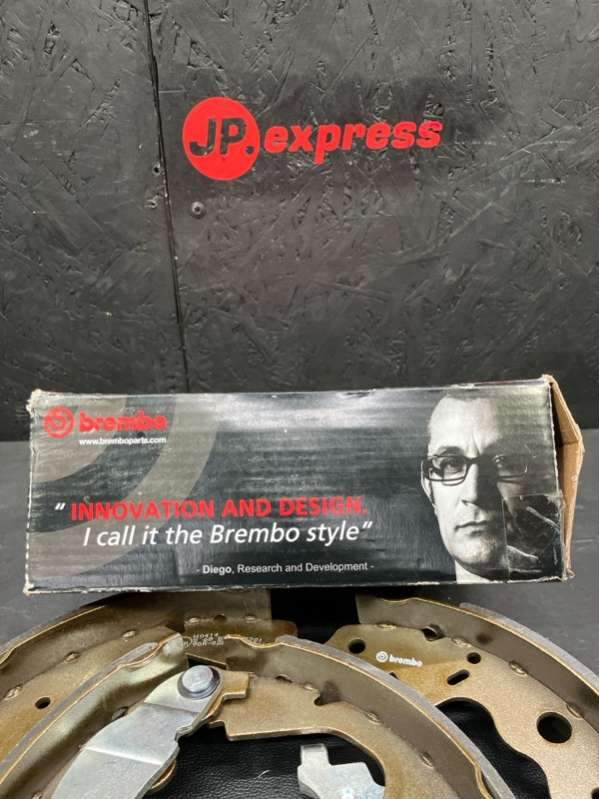 JP.express
brembo
www.bremboparts.com
" INNOVATION AND DESIGN.
I call it the Brembo style"
- Diego, Research and Development -
brembo